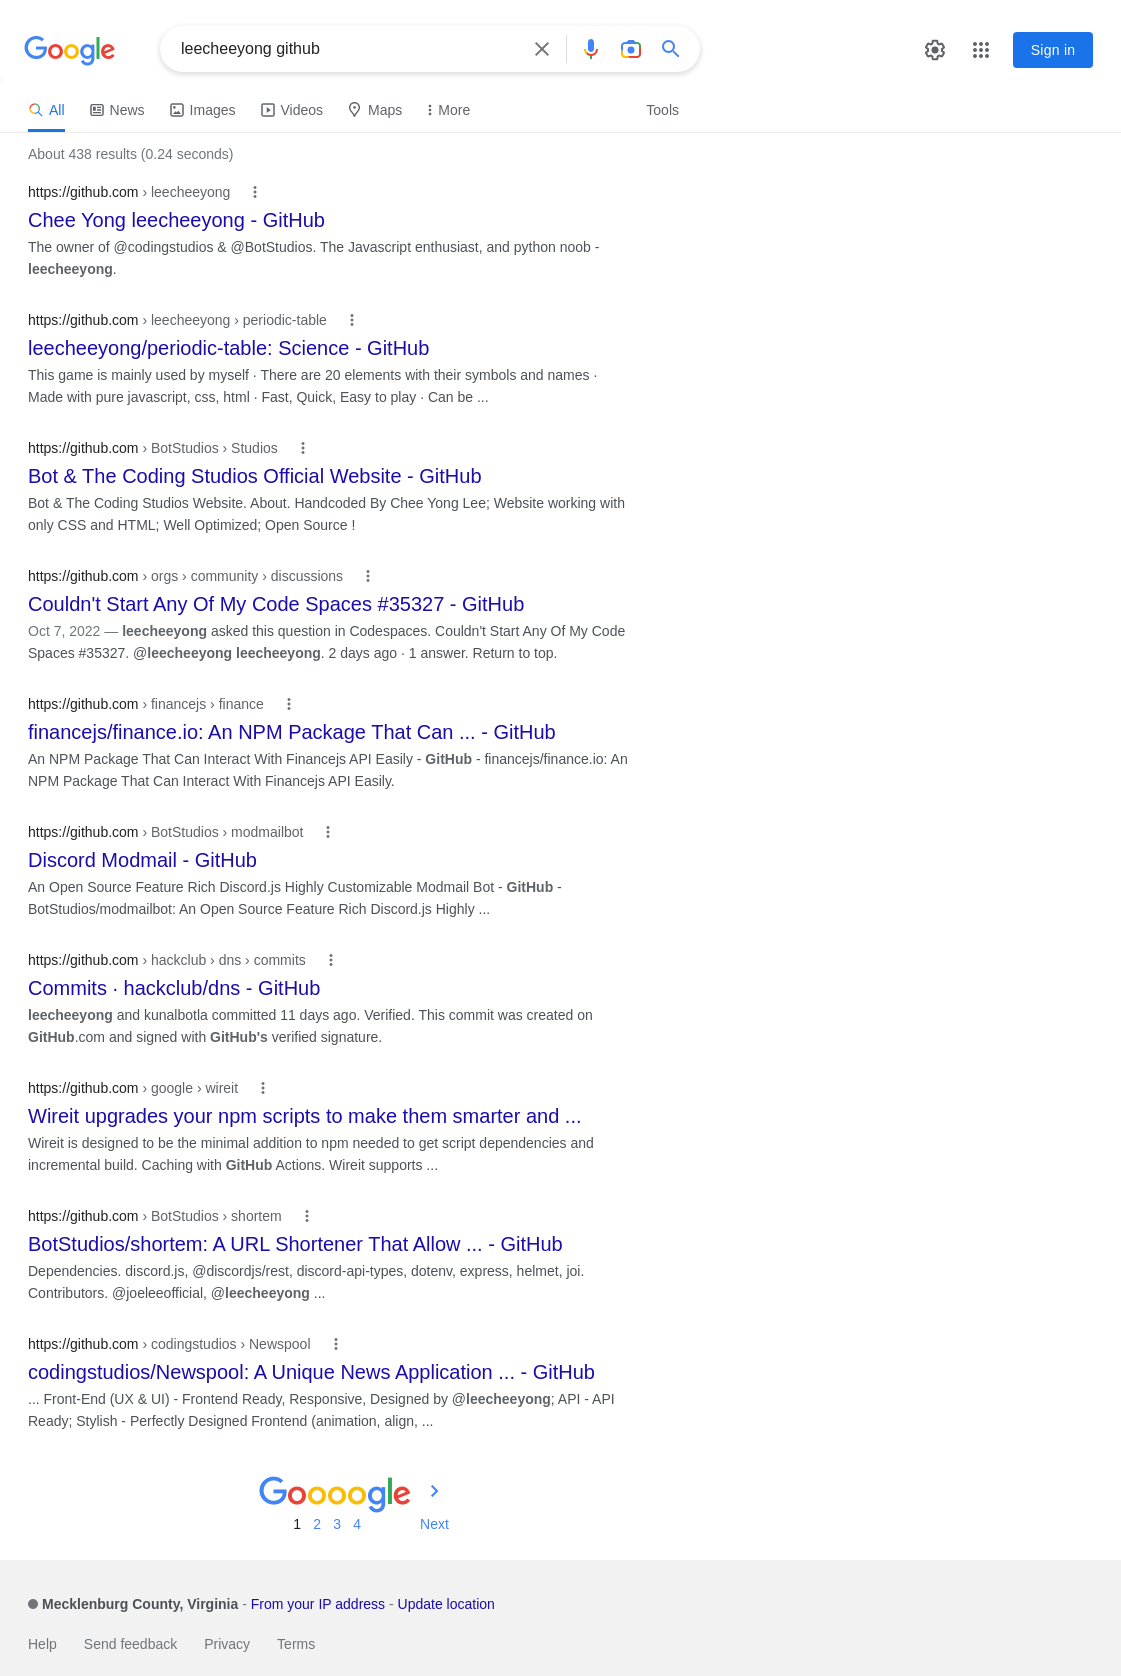 Google
leecheeyong github
Sign in
All News Images Videos Maps More Tools
About 438 results (0.24 seconds)
https://github.com › leecheeyong
Chee Yong leecheeyong - GitHub
The owner of @codingstudios & @BotStudios. The Javascript enthusiast, and python noob -
leecheeyong.
https://github.com › leecheeyong › periodic-table
leecheeyong/periodic-table: Science - GitHub
This game is mainly used by myself · There are 20 elements with their symbols and names ·
Made with pure javascript, css, html · Fast, Quick, Easy to play · Can be ...
https://github.com › BotStudios › Studios
Bot & The Coding Studios Official Website - GitHub
Bot & The Coding Studios Website. About. Handcoded By Chee Yong Lee; Website working with
only CSS and HTML; Well Optimized; Open Source !
https://github.com › orgs › community › discussions
Couldn't Start Any Of My Code Spaces #35327 - GitHub
Oct 7, 2022 — leecheeyong asked this question in Codespaces. Couldn't Start Any Of My Code
Spaces #35327. @leecheeyong leecheeyong. 2 days ago · 1 answer. Return to top.
https://github.com › financejs › finance
financejs/finance.io: An NPM Package That Can ... - GitHub
An NPM Package That Can Interact With Financejs API Easily - GitHub - financejs/finance.io: An
NPM Package That Can Interact With Financejs API Easily.
https://github.com › BotStudios › modmailbot
Discord Modmail - GitHub
An Open Source Feature Rich Discord.js Highly Customizable Modmail Bot - GitHub -
BotStudios/modmailbot: An Open Source Feature Rich Discord.js Highly ...
https://github.com › hackclub › dns › commits
Commits · hackclub/dns - GitHub
leecheeyong and kunalbotla committed 11 days ago. Verified. This commit was created on
GitHub.com and signed with GitHub's verified signature.
https://github.com › google › wireit
Wireit upgrades your npm scripts to make them smarter and ...
Wireit is designed to be the minimal addition to npm needed to get script dependencies and
incremental build. Caching with GitHub Actions. Wireit supports ...
https://github.com › BotStudios › shortem
BotStudios/shortem: A URL Shortener That Allow ... - GitHub
Dependencies. discord.js, @discordjs/rest, discord-api-types, dotenv, express, helmet, joi.
Contributors. @joeleeofficial, @leecheeyong ...
https://github.com › codingstudios › Newspool
codingstudios/Newspool: A Unique News Application ... - GitHub
... Front-End (UX & UI) - Frontend Ready, Responsive, Designed by @leecheeyong; API - API
Ready; Stylish - Perfectly Designed Frontend (animation, align, ...
Goooogle
1 2 3 4 Next
Mecklenburg County, Virginia - From your IP address - Update location
Help Send feedback Privacy Terms